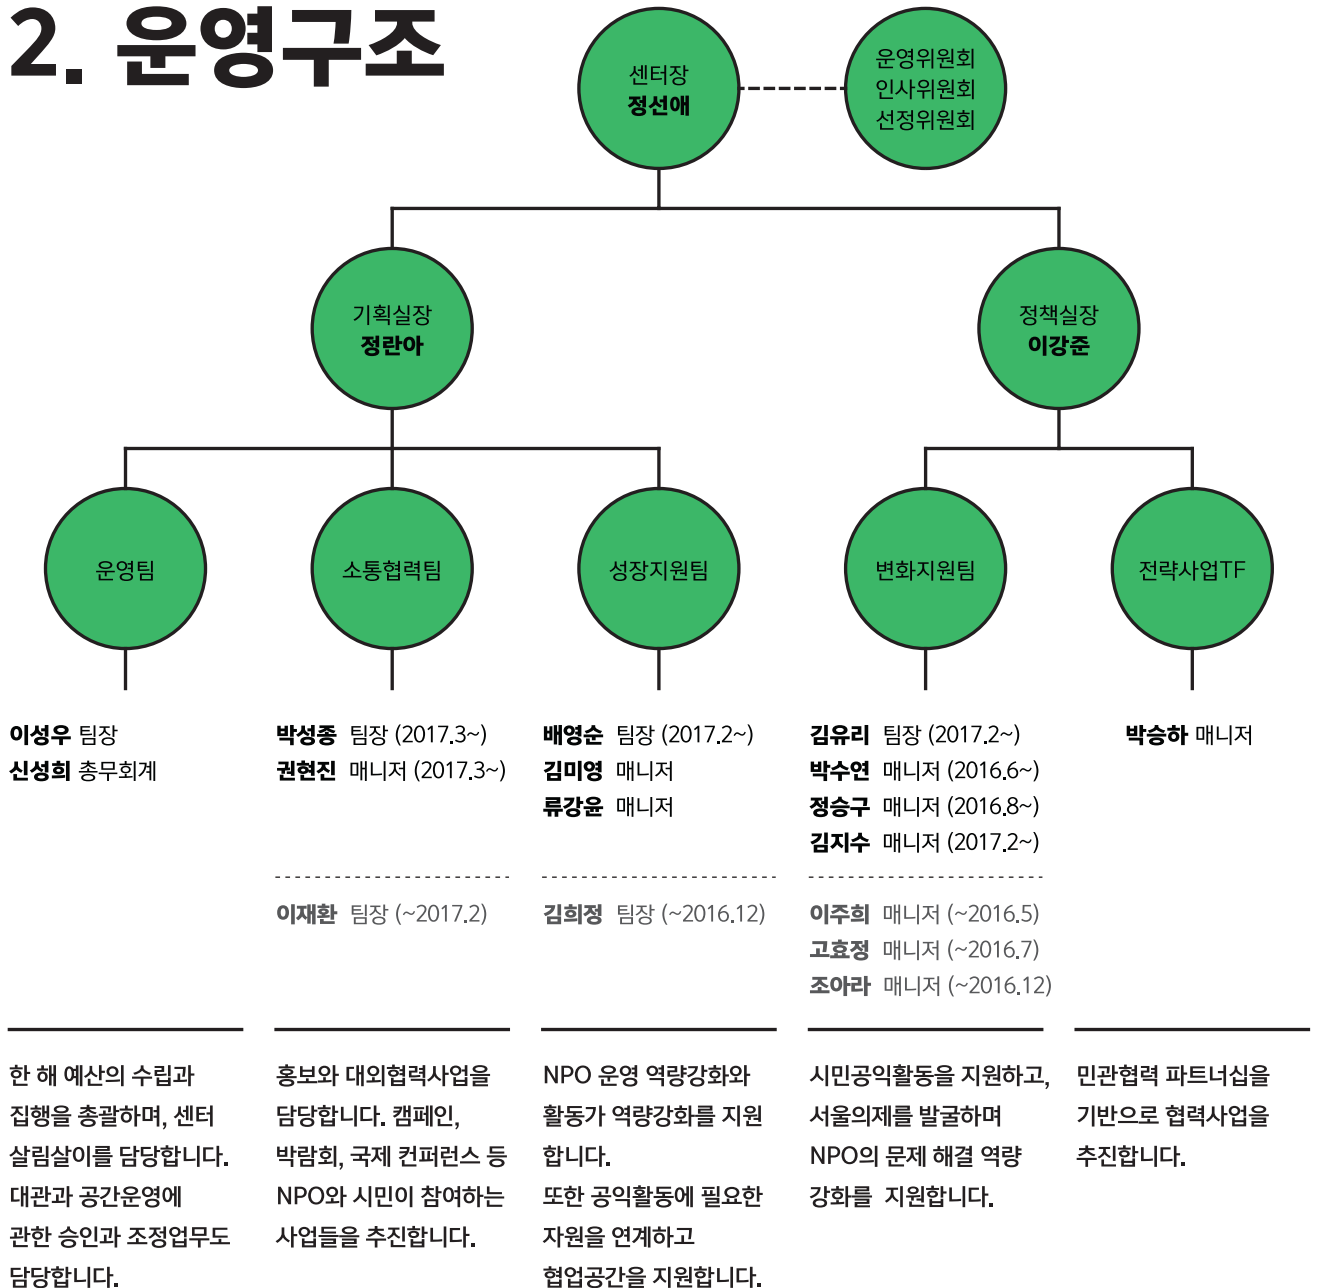 2. 운영구조
센터장
정선애
운영위원회
인사위원회
선정위원회
기획실장
정란아
정책실장
이강준
운영팀
소통협력팀
성장지원팀
변화지원팀
전략사업TF
이성우 팀장
신성희 총무회계
박성종 팀장 (2017.3~)
권현진 매니저 (2017.3~)
이재환 팀장 (~2017.2)
배영순 팀장 (2017.2~)
김미영 매니저
류강윤 매니저
김희정 팀장 (~2016.12)
김유리 팀장 (2017.2~)
박수연 매니저 (2016.6~)
정승구 매니저 (2016.8~)
김지수 매니저 (2017.2~)
이주희 매니저 (~2016.5)
고효정 매니저 (~2016.7)
조아라 매니저 (~2016.12)
박승하 매니저
한 해 예산의 수립과
집행을 총괄하며, 센터
살림살이를 담당합니다.
대관과 공간운영에
관한 승인과 조정업무도
담당합니다.
홍보와 대외협력사업을
담당합니다. 캠페인,
박람회, 국제 컨퍼런스 등
NPO와 시민이 참여하는
사업들을 추진합니다.
NPO 운영 역량강화와
활동가 역량강화를 지원
합니다.
또한 공익활동에 필요한
자원을 연계하고
협업공간을 지원합니다.
시민공익활동을 지원하고,
서울의제를 발굴하며
NPO의 문제 해결 역량
강화를 지원합니다.
민관협력 파트너십을
기반으로 협력사업을
추진합니다.